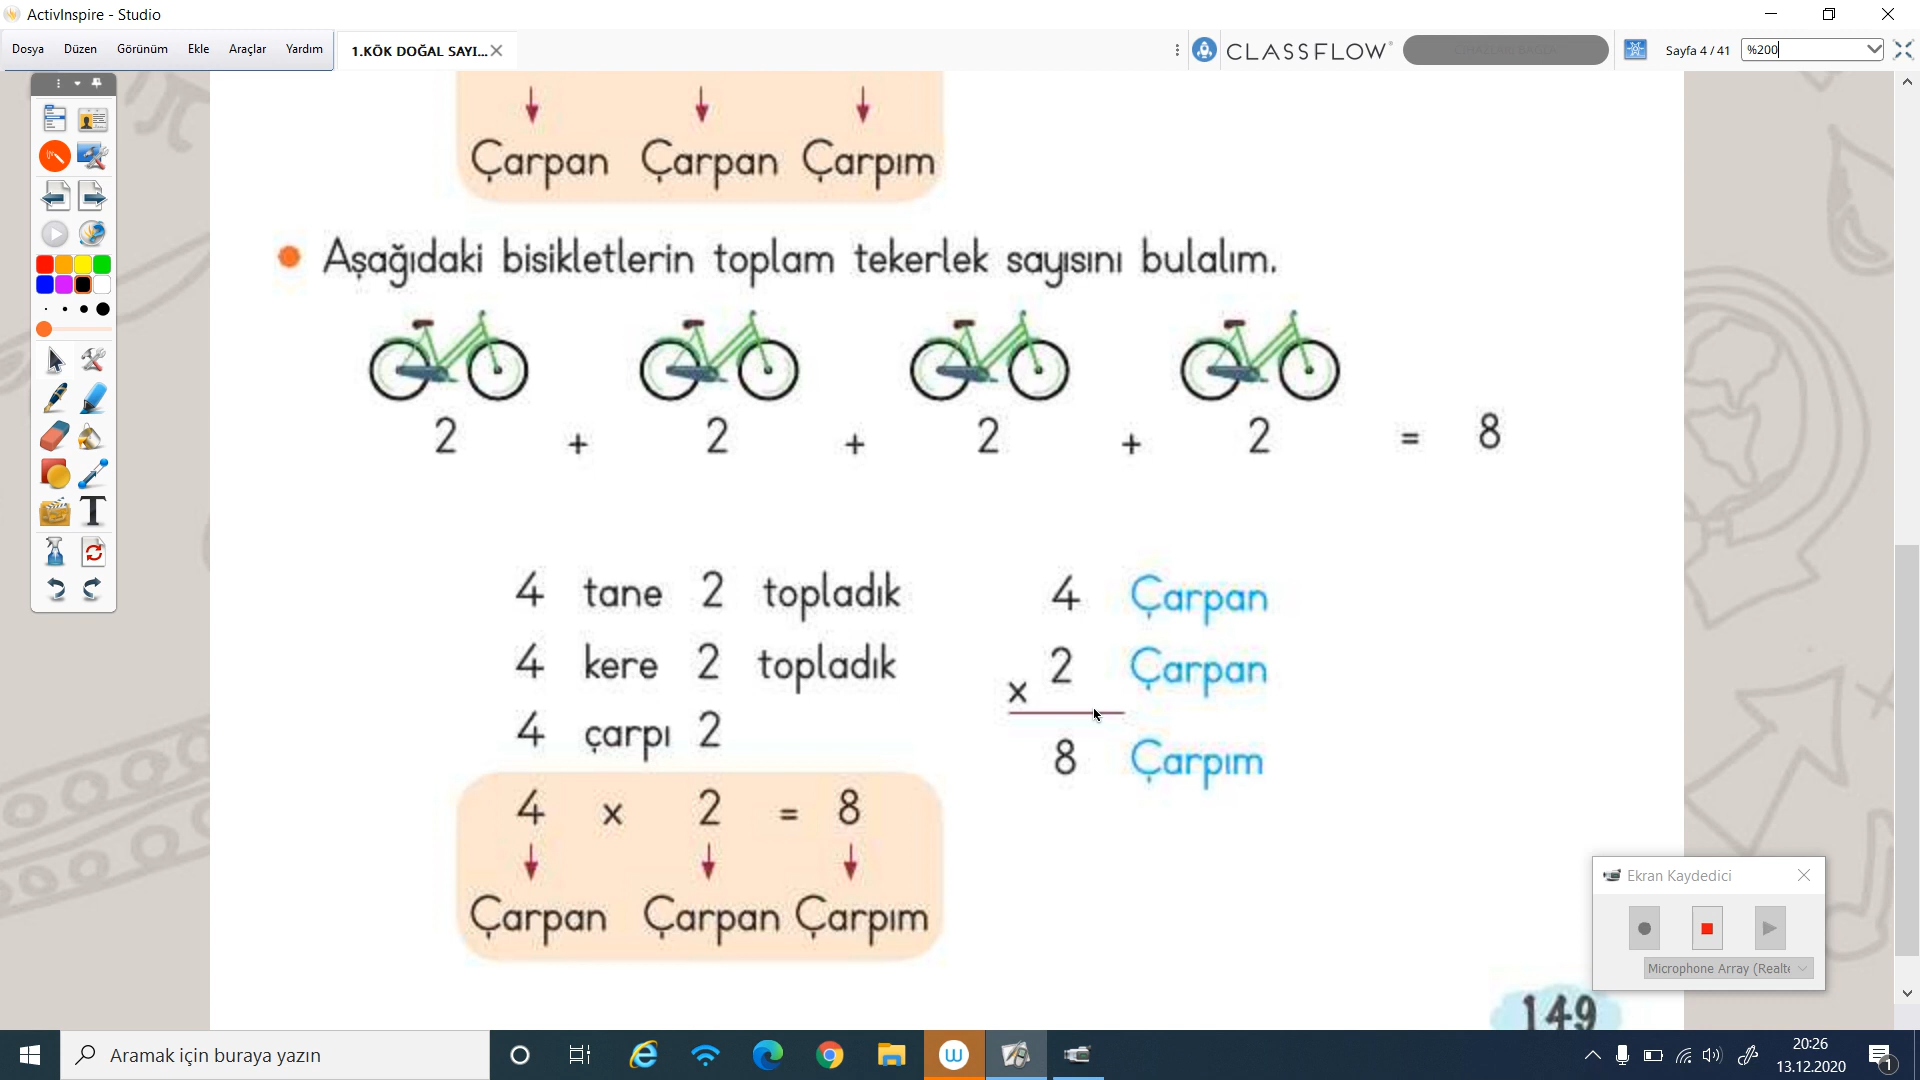 ActivInspire - Studio
Dosya Düzen Görünüm Ekle Araçlar Yardım 1.KÖK DOĞAL SAYI... CLASSFLOW Sayfa 4 / 41 %200
Çarpan Çarpan Çarpım
Aşağıdaki bisikletlerin toplam tekerlek sayısını bulalım.
2 + 2 + 2 + 2 = 8
4 tane 2 topladık
4 kere 2 topladık
4 çarpı 2
4 Çarpan
x 2 Çarpan
8 Çarpım
4 x 2 = 8
Çarpan Çarpan Çarpım
Ekran Kaydedici
Microphone Array (Realte
149
Aramak için buraya yazın
20:26
13.12.2020
1